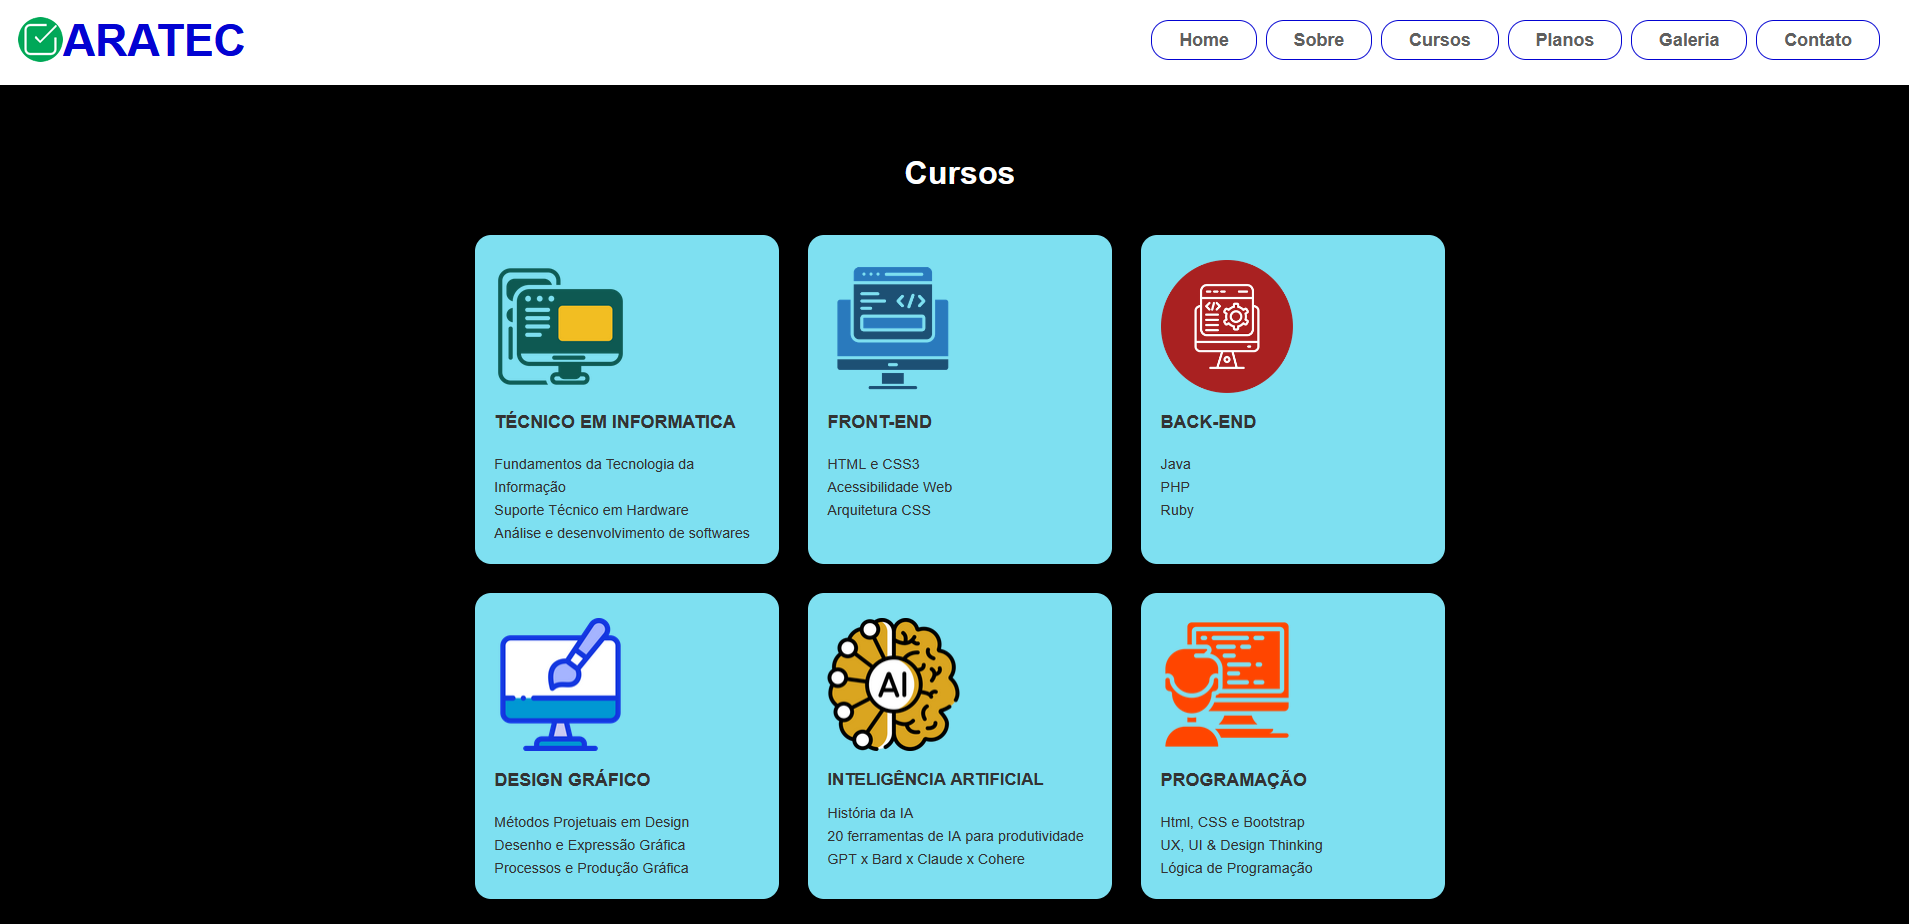 ARATEC
Home
Sobre
Cursos
Planos
Galeria
Contato
Cursos
TÉCNICO EM INFORMATICA
Fundamentos da Tecnologia da
Informação
Suporte Técnico em Hardware
Análise e desenvolvimento de softwares
</>
FRONT-END
HTML e CSS3
Acessibilidade Web
Arquitetura CSS
</>
BACK-END
Java
PHP
Ruby
DESIGN GRÁFICO
Métodos Projetuais em Design
Desenho e Expressão Gráfica
Processos e Produção Gráfica
AI
INTELIGÊNCIA ARTIFICIAL
História da IA
20 ferramentas de IA para produtividade
GPT x Bard x Claude x Cohere
PROGRAMAÇÃO
Html, CSS e Bootstrap
UX, UI & Design Thinking
Lógica de Programação